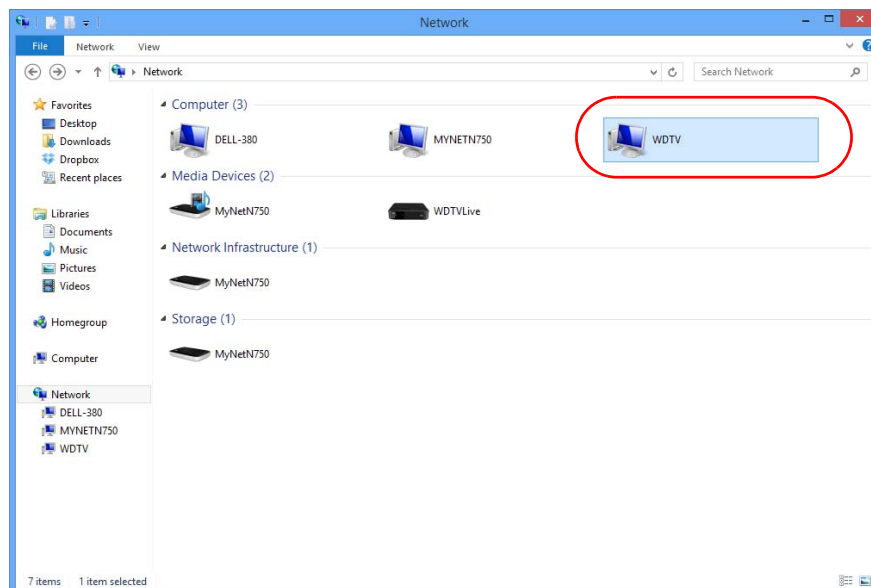 Network
File Network View
Network
Search Network
Favorites
Desktop
Downloads
Dropbox
Recent places
Libraries
Documents
Music
Pictures
Videos
Homegroup
Computer
Network
DELL-380
MYNETN750
WDTV
Computer (3)
DELL-380 MYNETN750 WDTV
Media Devices (2)
MyNetN750 WDTVLive
Network Infrastructure (1)
MyNetN750
Storage (1)
MyNetN750
7 items 1 item selected